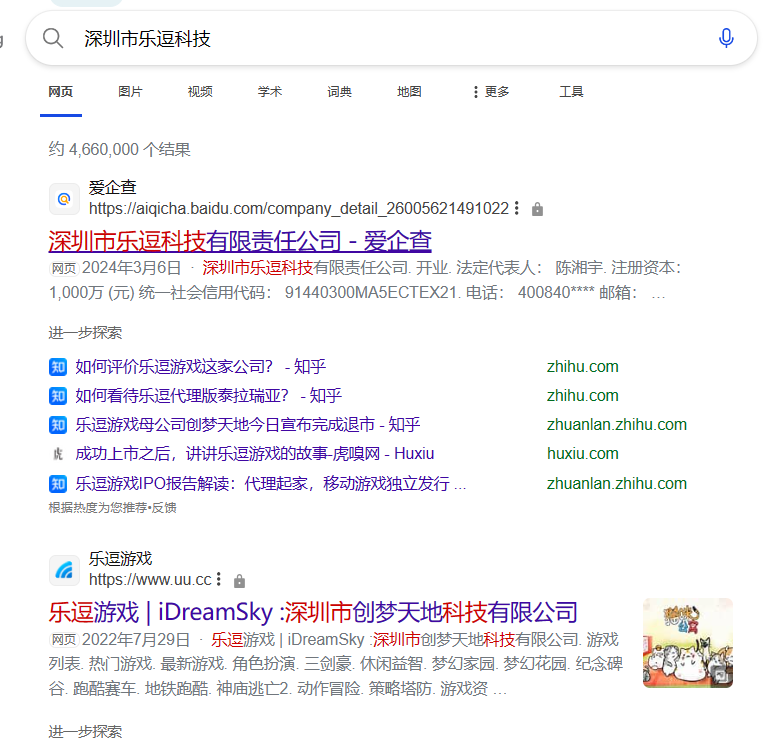 深圳市乐逗科技
网页 图片 视频 学术 词典 地图 更多 工具
约 4,660,000 个结果
爱企查
https://aiqicha.baidu.com/company_detail_26005621491022
深圳市乐逗科技有限责任公司 - 爱企查
网页 2024年3月6日 · 深圳市乐逗科技有限责任公司. 开业. 法定代表人： 陈湘宇. 注册资本：
1,000万 (元) 统一社会信用代码： 91440300MA5ECTEX21. 电话： 400840**** 邮箱： …
进一步探索
如何评价乐逗游戏这家公司？ - 知乎 zhihu.com
如何看待乐逗代理版泰拉瑞亚？ - 知乎 zhihu.com
乐逗游戏母公司创梦天地今日宣布完成退市 - 知乎 zhuanlan.zhihu.com
成功上市之后，讲讲乐逗游戏的故事-虎嗅网 - Huxiu huxiu.com
乐逗游戏IPO报告解读：代理起家，移动游戏独立发行 ... zhuanlan.zhihu.com
根据热度为您推荐•反馈
乐逗游戏
https://www.uu.cc
乐逗游戏 | iDreamSky :深圳市创梦天地科技有限公司
网页 2022年7月29日 · 乐逗游戏 | iDreamSky :深圳市创梦天地科技有限公司. 游戏
列表. 热门游戏. 最新游戏. 角色扮演. 三剑豪. 休闲益智. 梦幻家园. 梦幻花园. 纪念碑
谷. 跑酷赛车. 地铁跑酷. 神庙逃亡2. 动作冒险. 策略塔防. 游戏资 …
进一步探索